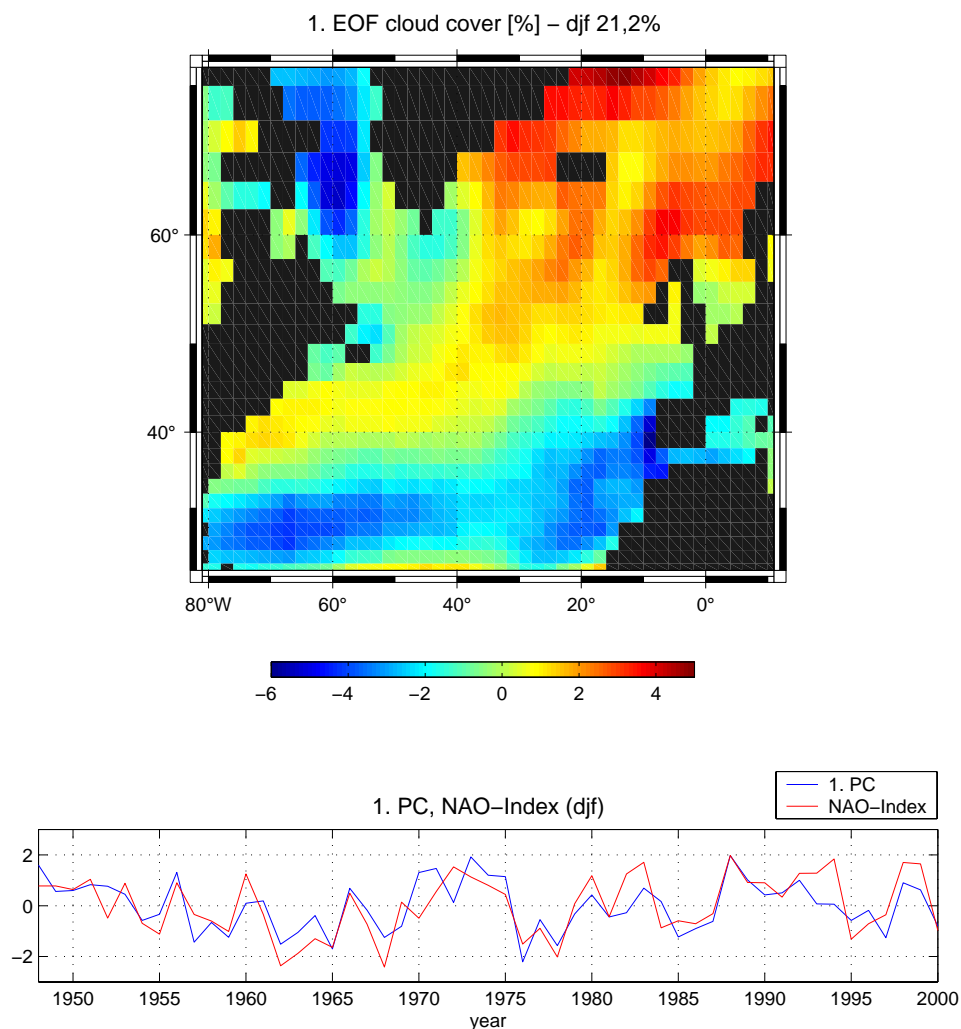 1. EOF cloud cover [%] – djf 21,2%
60°
40°
80°W 60° 40° 20° 0°
−6 −4 −2 0 2 4
1. PC
NAO−Index
1. PC, NAO−Index (djf)
2
0
−2
1950 1955 1960 1965 1970 1975 1980 1985 1990 1995 2000
year